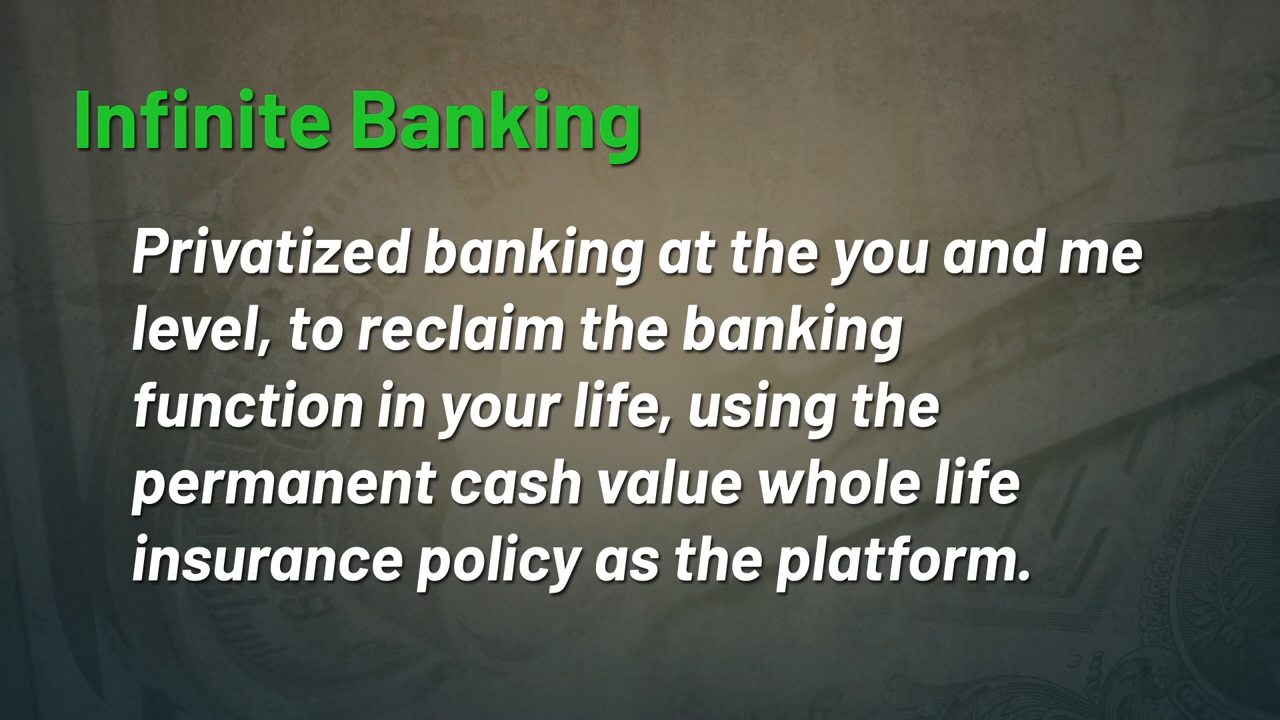 Infinite Banking
Privatized banking at the you and me
level, to reclaim the banking
function in your life, using the
permanent cash value whole life
insurance policy as the platform.